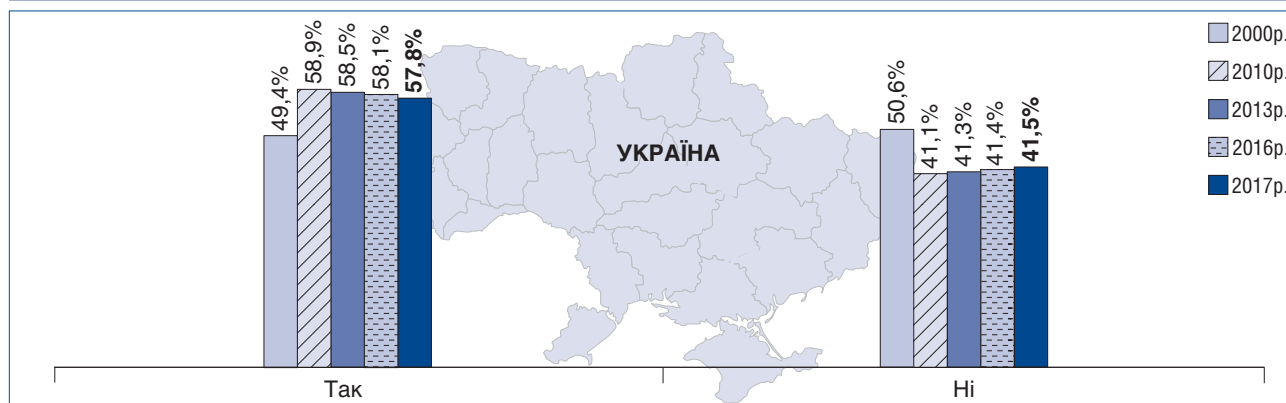 49,4%
58,9%
58,5%
58,1%
57,8%
УКРАЇНА
50,6%
41,1%
41,3%
41,4%
41,5%
2000р.
2010р.
2013р.
2016р.
2017р.
Так
Ні